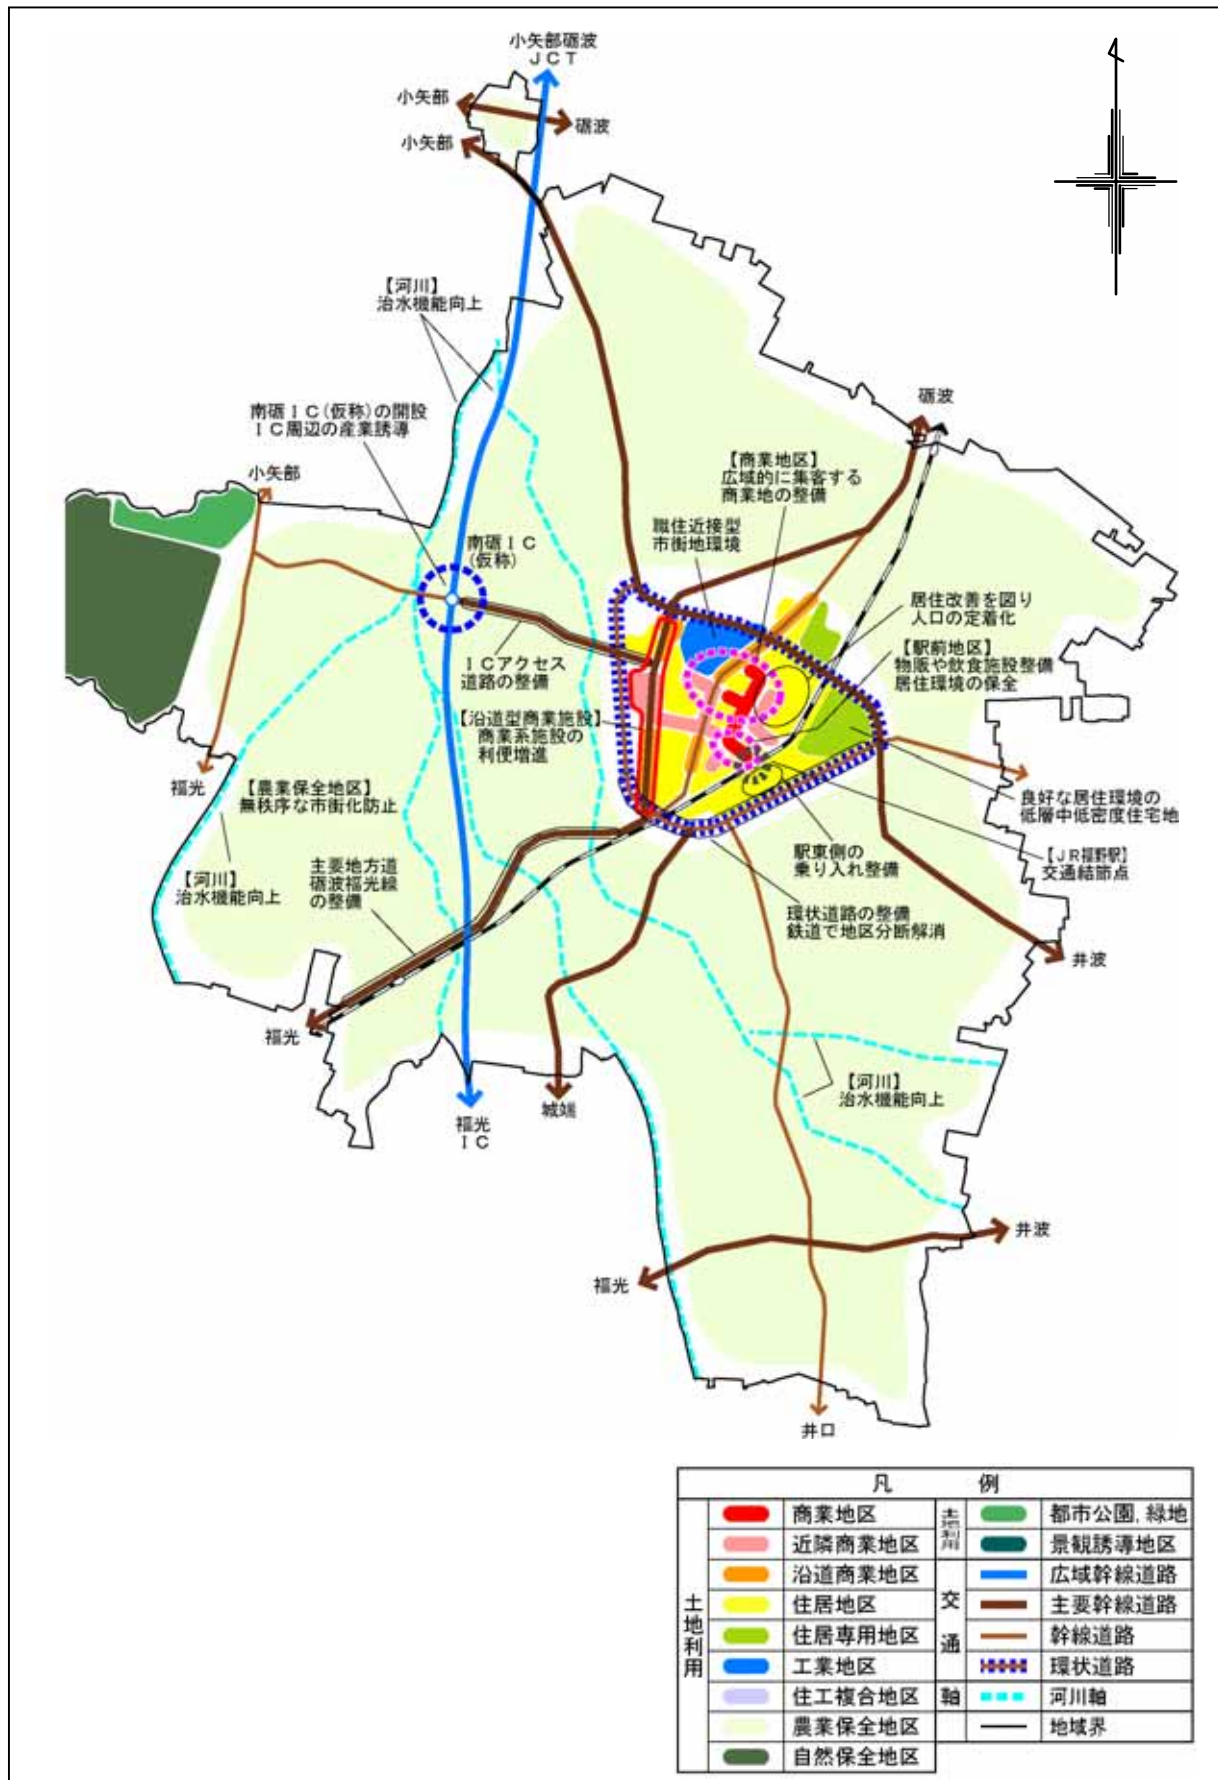 小矢部砺波
ＪＣＴ
小矢部
砺波
小矢部
【河川】
治水機能向上
南砺ＩＣ(仮称)の開設
ＩＣ周辺の産業誘導
小矢部
砺波
【商業地区】
広域的に集客する
商業地の整備
職住近接型
市街地環境
南砺ＩＣ
(仮称)
居住改善を図り
人口の定着化
【駅前地区】
物販や飲食施設整備
居住環境の保全
ＩＣアクセス
道路の整備
【沿道型商業施設】
商業系施設の
利便増進
福光
【農業保全地区】
無秩序な市街化防止
良好な居住環境の
低層中低密度住宅地
駅東側の
乗り入れ整備
【ＪＲ福野駅】
交通結節点
主要地方道
砺波福光線
の整備
【河川】
治水機能向上
環状道路の整備
鉄道で地区分断解消
井波
福光
【河川】
治水機能向上
福光
ＩＣ
城端
井波
福光
井口
凡 例
土地利用
商業地区
近隣商業地区
沿道商業地区
住居地区
住居専用地区
工業地区
住工複合地区
農業保全地区
自然保全地区
土地利用
都市公園, 緑地
景観誘導地区
交通軸
広域幹線道路
主要幹線道路
幹線道路
環状道路
河川軸
地域界